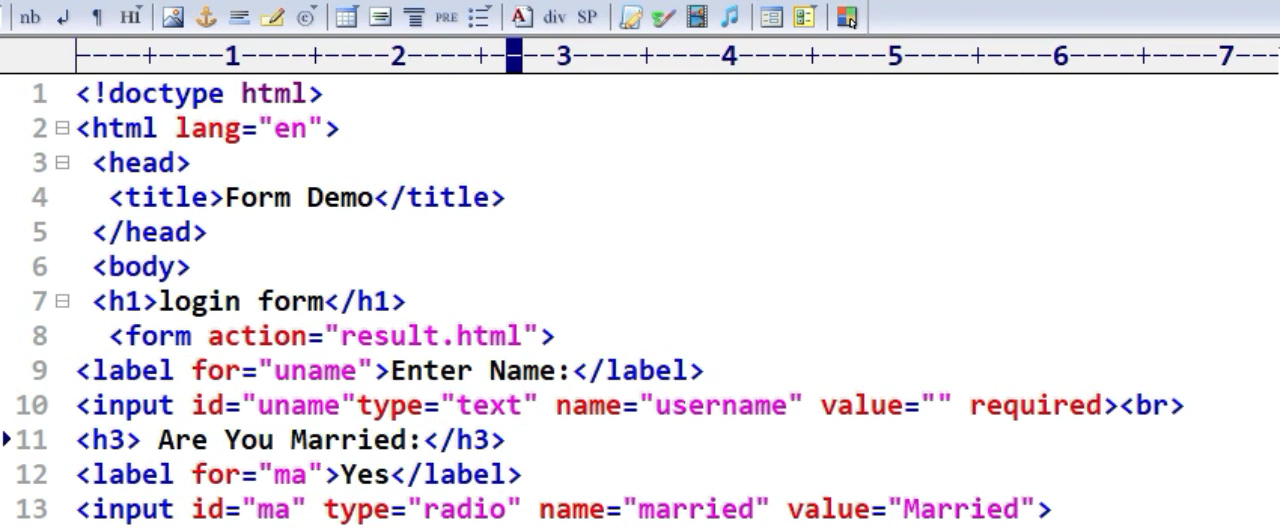 nb ¶ HI PRE A div SP
----+----1----+----2----+----3----+----4----+----5----+----6----+----7---
1 <!doctype html>
2 <html lang="en">
3 <head>
4 <title>Form Demo</title>
5 </head>
6 <body>
7 <h1>login form</h1>
8 <form action="result.html">
9 <label for="uname">Enter Name:</label>
10 <input id="uname"type="text" name="username" value="" required><br>
11 <h3> Are You Married:</h3>
12 <label for="ma">Yes</label>
13 <input id="ma" type="radio" name="married" value="Married">